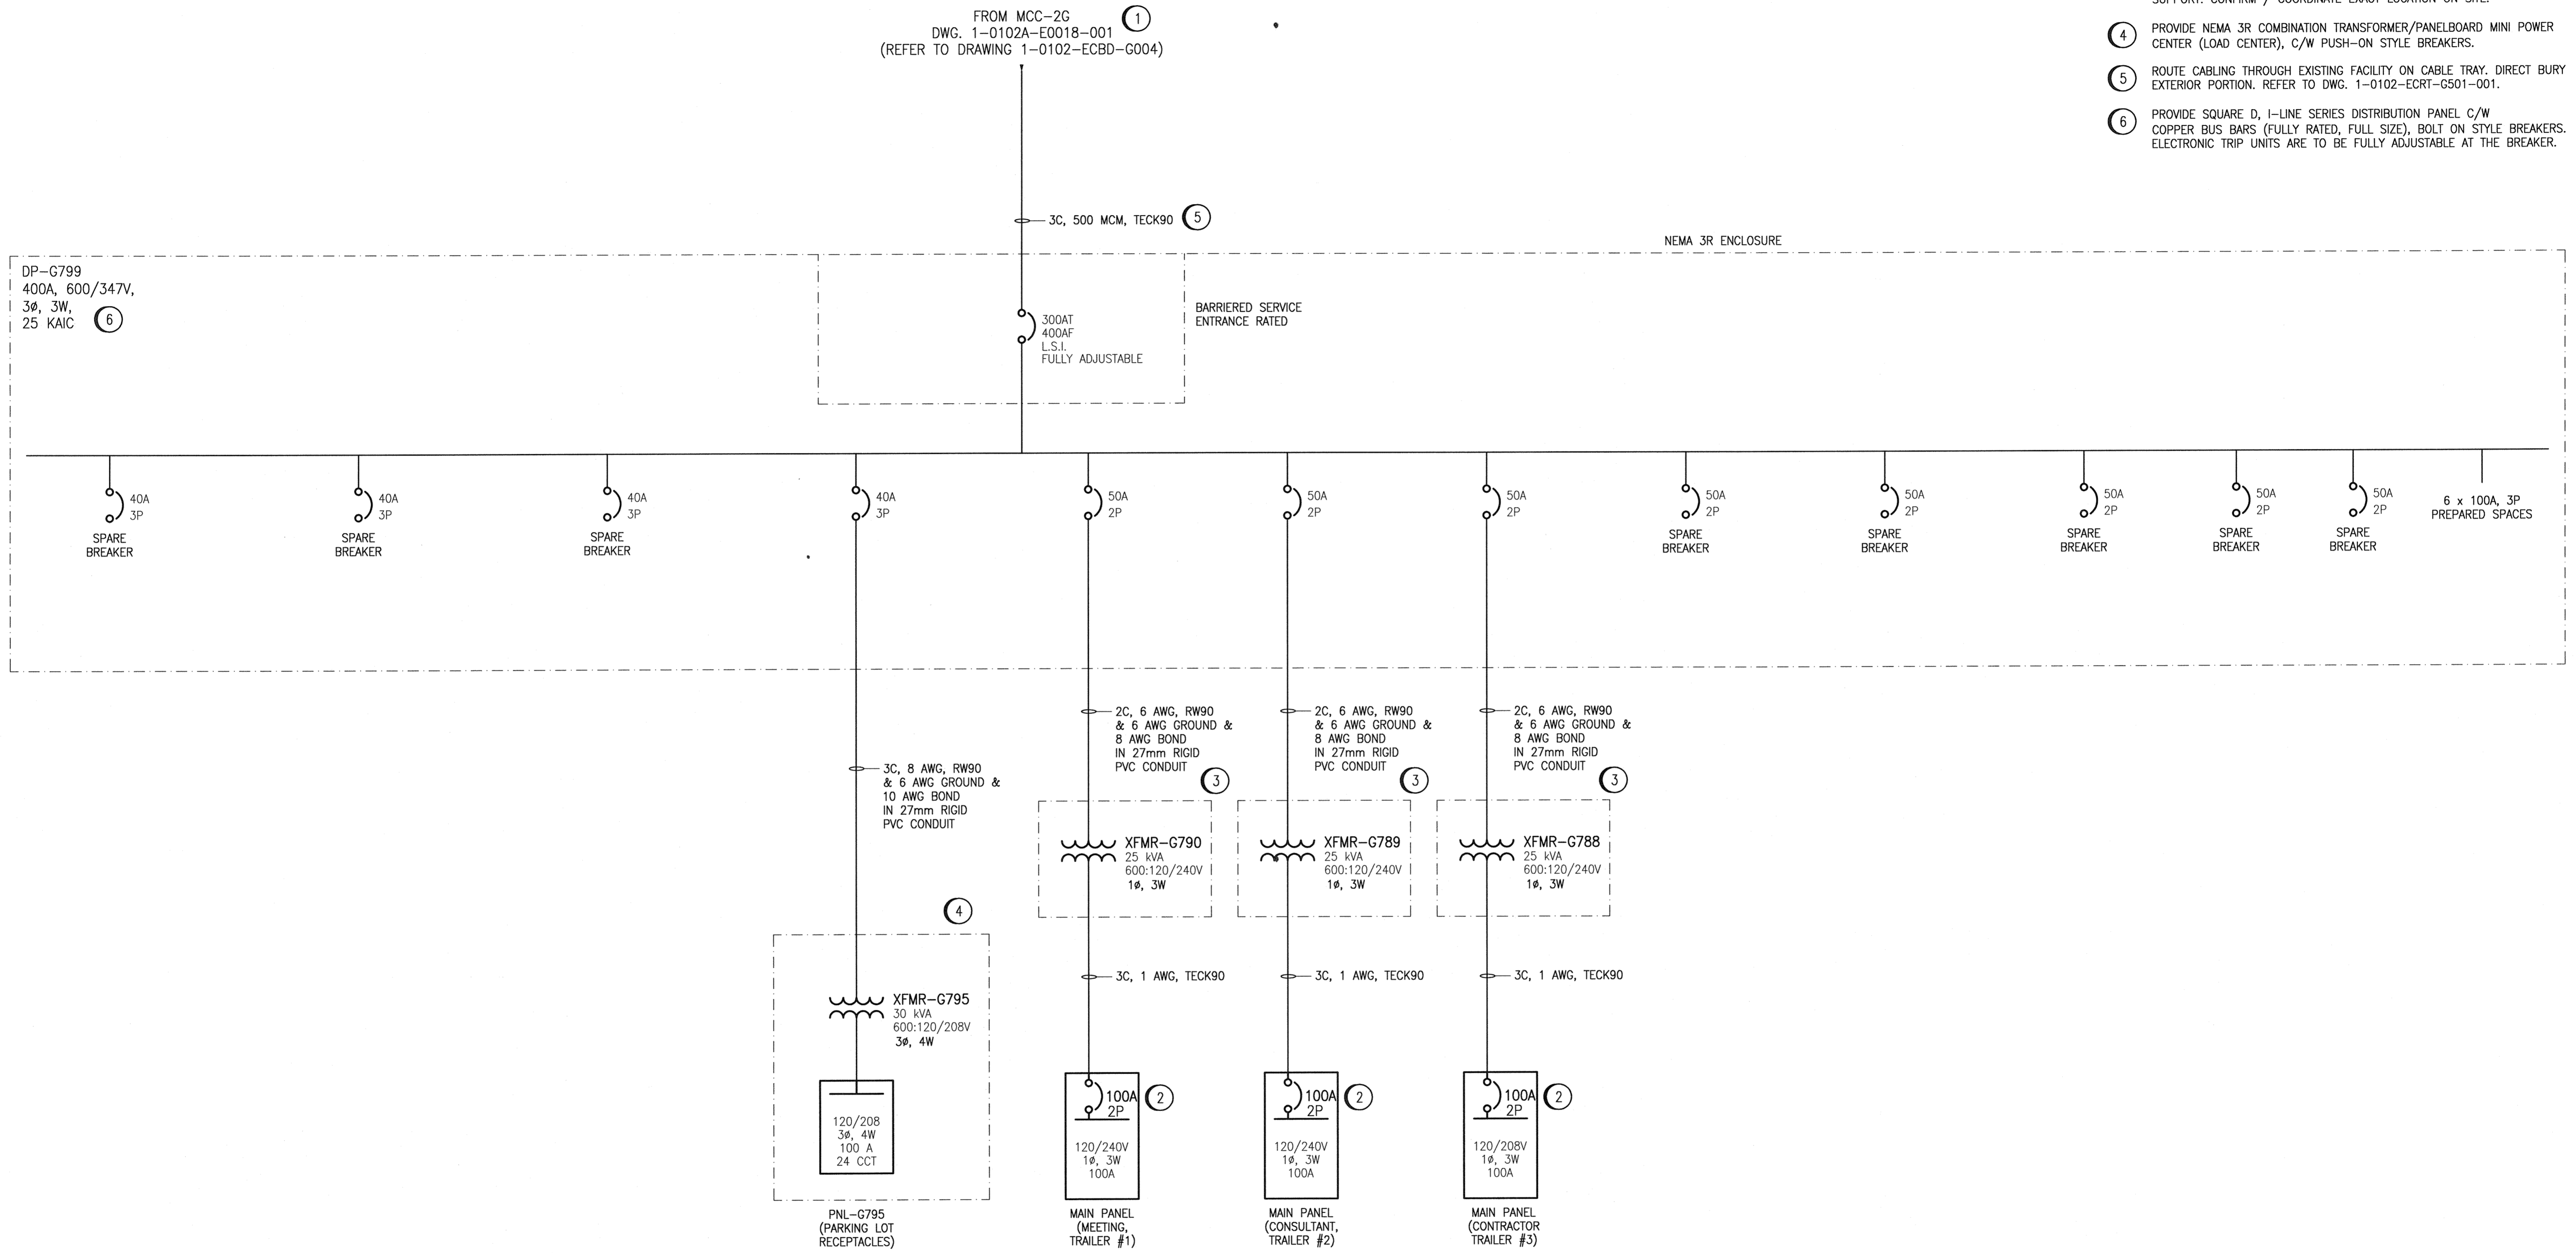 FROM MCC-2G
1
DWG. 1-0102A-E0018-001
(REFER TO DRAWING 1-0102-ECBD-G004)
SUPPORT. CONFIRM / COORDINATE EXACT LOCATION ON SITE.
4
PROVIDE NEMA 3R COMBINATION TRANSFORMER/PANELBOARD MINI POWER
CENTER (LOAD CENTER), C/W PUSH-ON STYLE BREAKERS.
5
ROUTE CABLING THROUGH EXISTING FACILITY ON CABLE TRAY. DIRECT BURY
EXTERIOR PORTION. REFER TO DWG. 1-0102-ECRT-G501-001.
6
PROVIDE SQUARE D, I-LINE SERIES DISTRIBUTION PANEL C/W
COPPER BUS BARS (FULLY RATED, FULL SIZE), BOLT ON STYLE BREAKERS.
ELECTRONIC TRIP UNITS ARE TO BE FULLY ADJUSTABLE AT THE BREAKER.
3C, 500 MCM, TECK90
5
NEMA 3R ENCLOSURE
DP-G799
400A, 600/347V,
3ø, 3W,
25 KAIC
6
300AT
400AF
L.S.I.
FULLY ADJUSTABLE
BARRIERED SERVICE
ENTRANCE RATED
40A
3P
SPARE
BREAKER
40A
3P
SPARE
BREAKER
40A
3P
SPARE
BREAKER
40A
3P
50A
2P
50A
2P
50A
2P
50A
2P
SPARE
BREAKER
50A
2P
SPARE
BREAKER
50A
2P
SPARE
BREAKER
50A
2P
SPARE
BREAKER
50A
2P
SPARE
BREAKER
6 x 100A, 3P
PREPARED SPACES
3C, 8 AWG, RW90
& 6 AWG GROUND &
10 AWG BOND
IN 27mm RIGID
PVC CONDUIT
2C, 6 AWG, RW90
& 6 AWG GROUND &
8 AWG BOND
IN 27mm RIGID
PVC CONDUIT
3
2C, 6 AWG, RW90
& 6 AWG GROUND &
8 AWG BOND
IN 27mm RIGID
PVC CONDUIT
3
2C, 6 AWG, RW90
& 6 AWG GROUND &
8 AWG BOND
IN 27mm RIGID
PVC CONDUIT
3
XFMR-G790
25 kVA
600:120/240V
1ø, 3W
XFMR-G789
25 kVA
600:120/240V
1ø, 3W
XFMR-G788
25 kVA
600:120/240V
1ø, 3W
4
3C, 1 AWG, TECK90
3C, 1 AWG, TECK90
3C, 1 AWG, TECK90
XFMR-G795
30 kVA
600:120/208V
3ø, 4W
120/208
3ø, 4W
100 A
24 CCT
PNL-G795
(PARKING LOT
RECEPTACLES)
100A
2P
2
120/240V
1ø, 3W
100A
MAIN PANEL
(MEETING,
TRAILER #1)
100A
2P
2
120/240V
1ø, 3W
100A
MAIN PANEL
(CONSULTANT,
TRAILER #2)
100A
2P
2
120/208V
1ø, 3W
100A
MAIN PANEL
(CONTRACTOR
TRAILER #3)